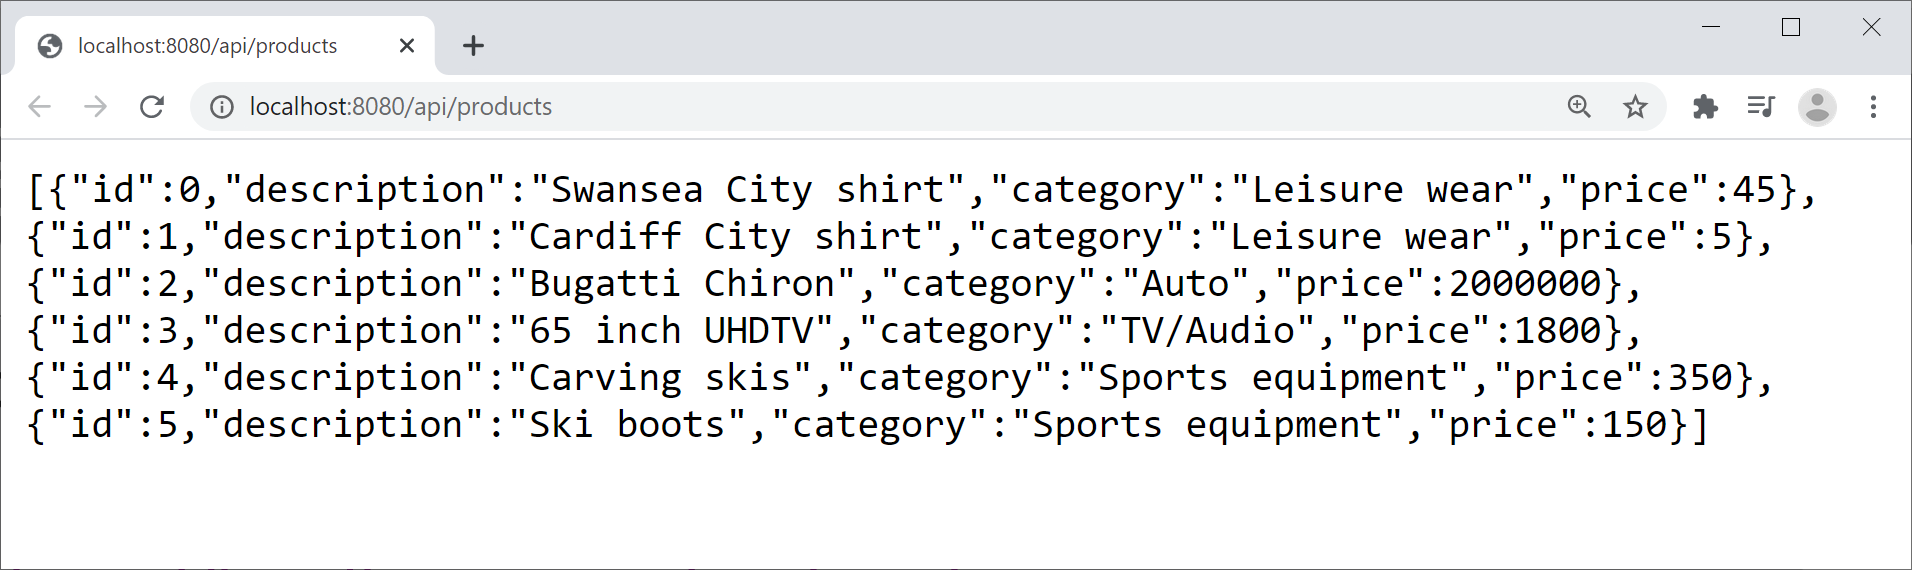 localhost:8080/api/products
localhost:8080/api/products
[{"id":0,"description":"Swansea City shirt","category":"Leisure wear","price":45},
{"id":1,"description":"Cardiff City shirt","category":"Leisure wear","price":5},
{"id":2,"description":"Bugatti Chiron","category":"Auto","price":2000000},
{"id":3,"description":"65 inch UHDTV","category":"TV/Audio","price":1800},
{"id":4,"description":"Carving skis","category":"Sports equipment","price":350},
{"id":5,"description":"Ski boots","category":"Sports equipment","price":150}]